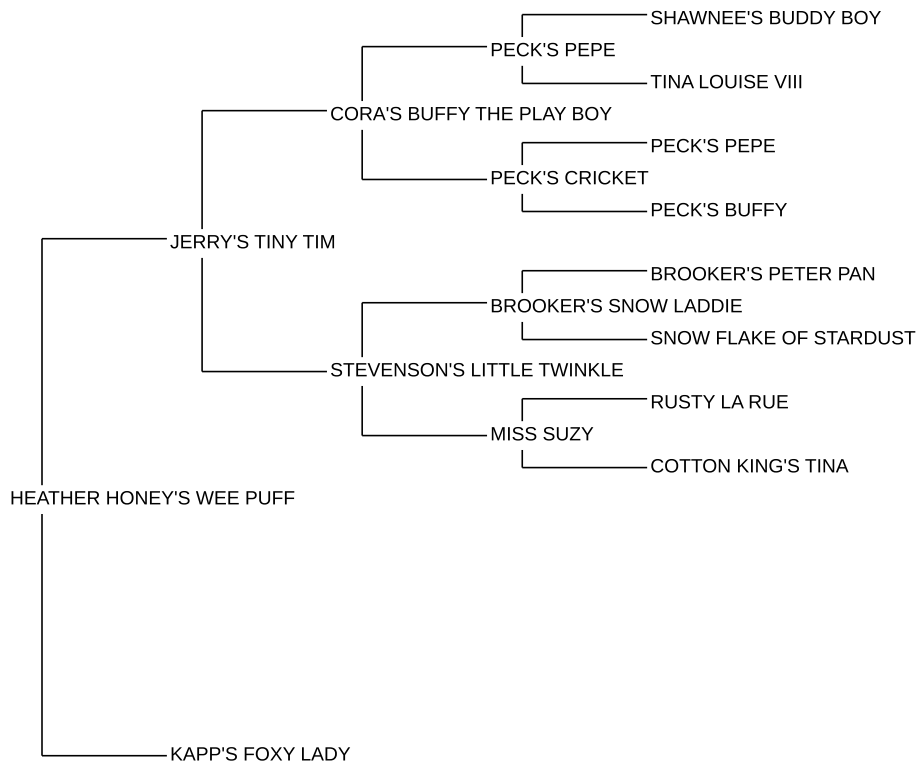 SHAWNEE'S BUDDY BOY
PECK'S PEPE
TINA LOUISE VIII
CORA'S BUFFY THE PLAY BOY
PECK'S PEPE
PECK'S CRICKET
PECK'S BUFFY
JERRY'S TINY TIM
BROOKER'S PETER PAN
BROOKER'S SNOW LADDIE
SNOW FLAKE OF STARDUST
STEVENSON'S LITTLE TWINKLE
RUSTY LA RUE
MISS SUZY
COTTON KING'S TINA
HEATHER HONEY'S WEE PUFF
KAPP'S FOXY LADY